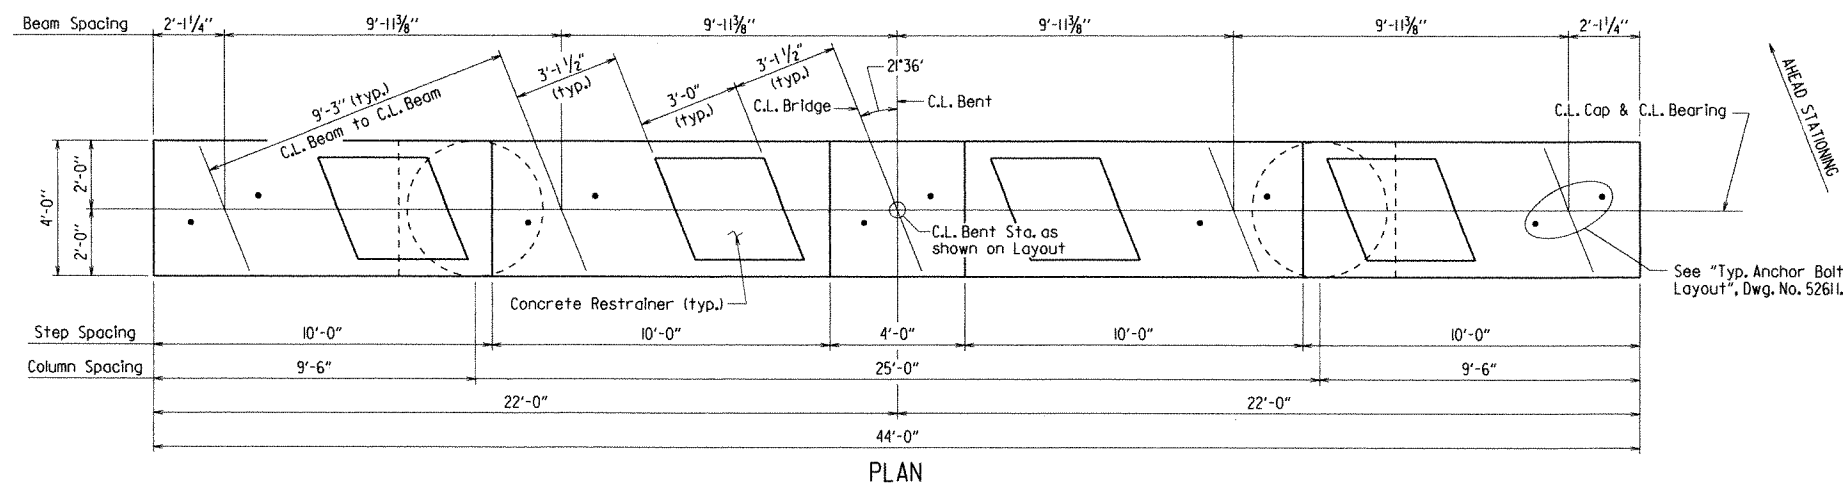 Beam Spacing
2'-1 1/4"
9'-11 3/8"
9'-11 3/8"
9'-11 3/8"
9'-11 3/8"
2'-1 1/4"
9'-3" (typ.)
C.L. Beam to C.L. Beam
3'-1 1/2"
(typ.)
3'-0"
(typ.)
3'-1 1/2"
(typ.)
21°36'
C.L. Bridge
C.L. Bent
C.L. Cap & C.L. Bearing
AHEAD STATIONING
4'-0"
2'-0"
2'-0"
C.L. Bent Sta. as
shown on Layout
Concrete Restrainer (typ.)
See "Typ. Anchor Bolt
Layout", Dwg. No. 52611.
Step Spacing
10'-0"
10'-0"
4'-0"
10'-0"
10'-0"
Column Spacing
9'-6"
25'-0"
9'-6"
22'-0"
22'-0"
44'-0"
PLAN